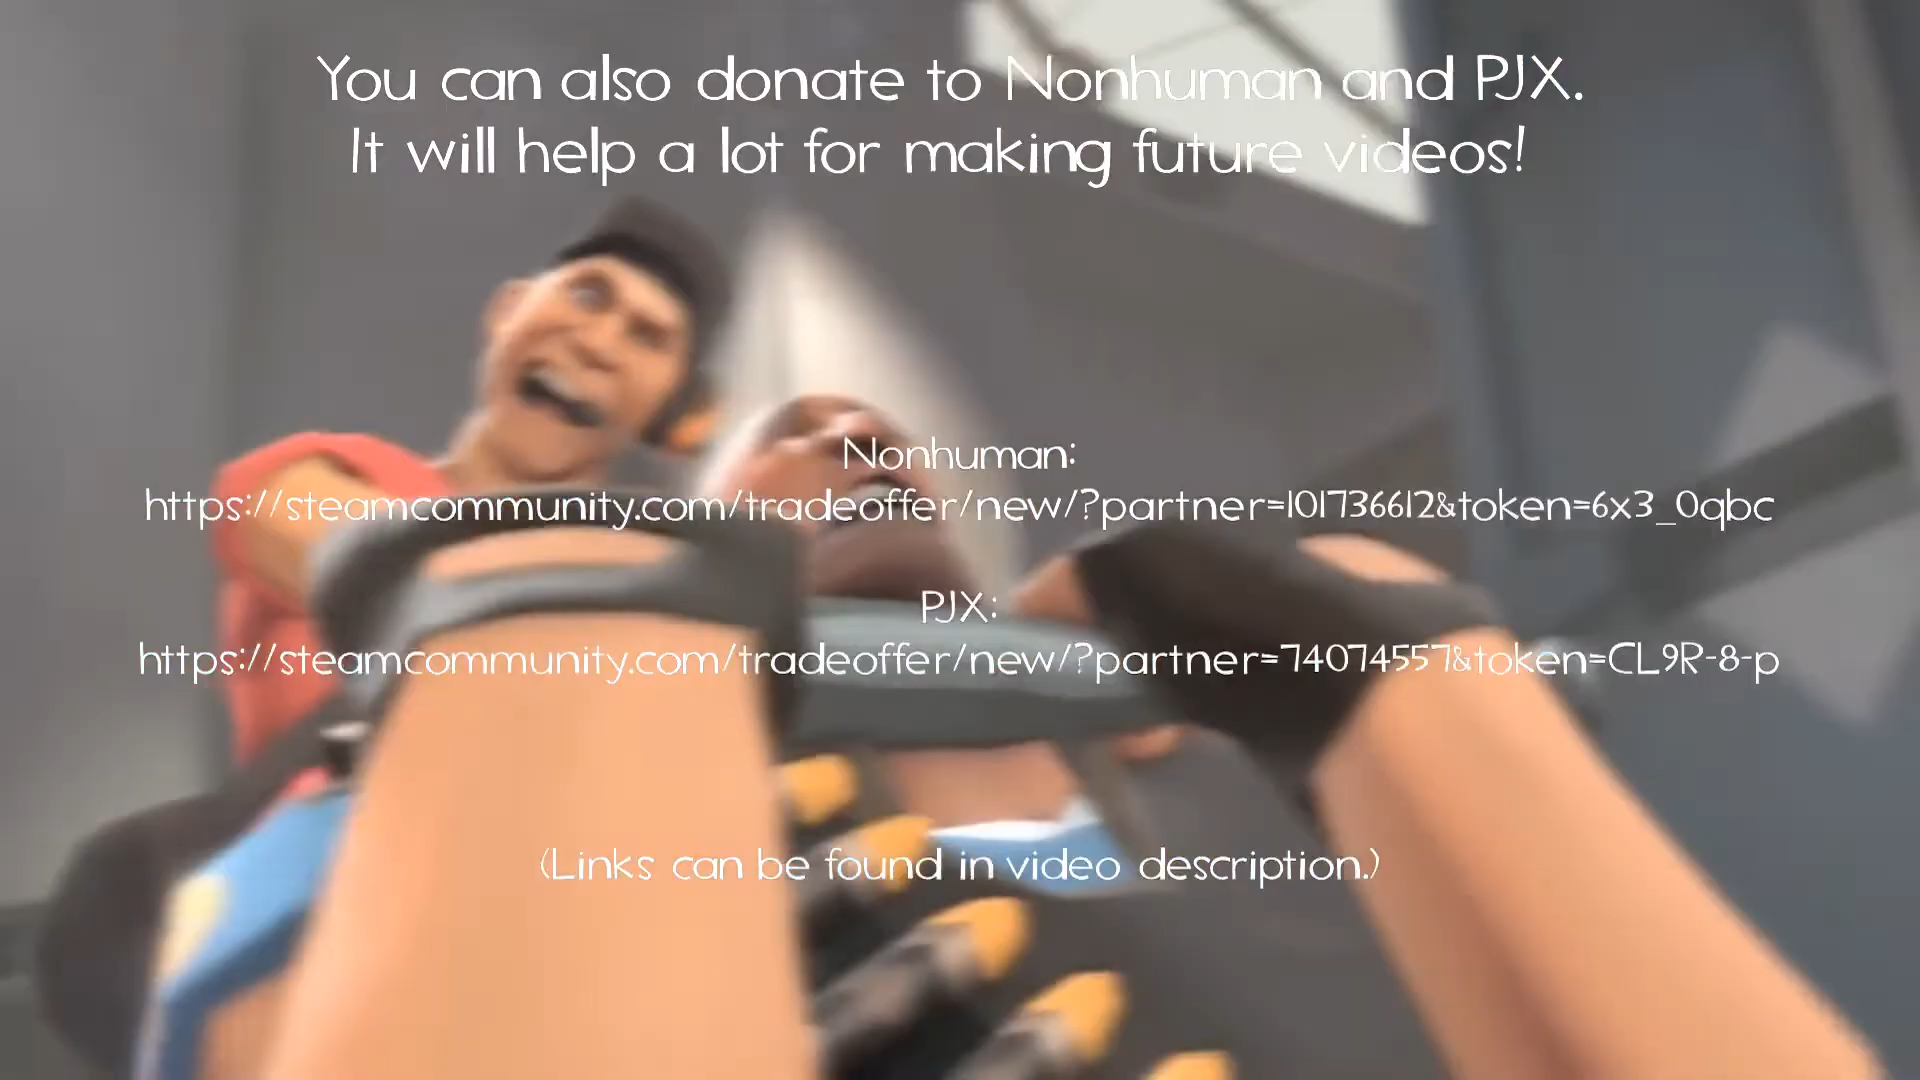 You can also donate to Nonhuman and PJX.
It will help a lot for making future videos!
Nonhuman:
https://steamcommunity.com/tradeoffer/new/?partner=101736612&token=6x3_0qbc
PJX:
https://steamcommunity.com/tradeoffer/new/?partner=74074557&token=CL9R-8-p
(Links can be found in video description.)